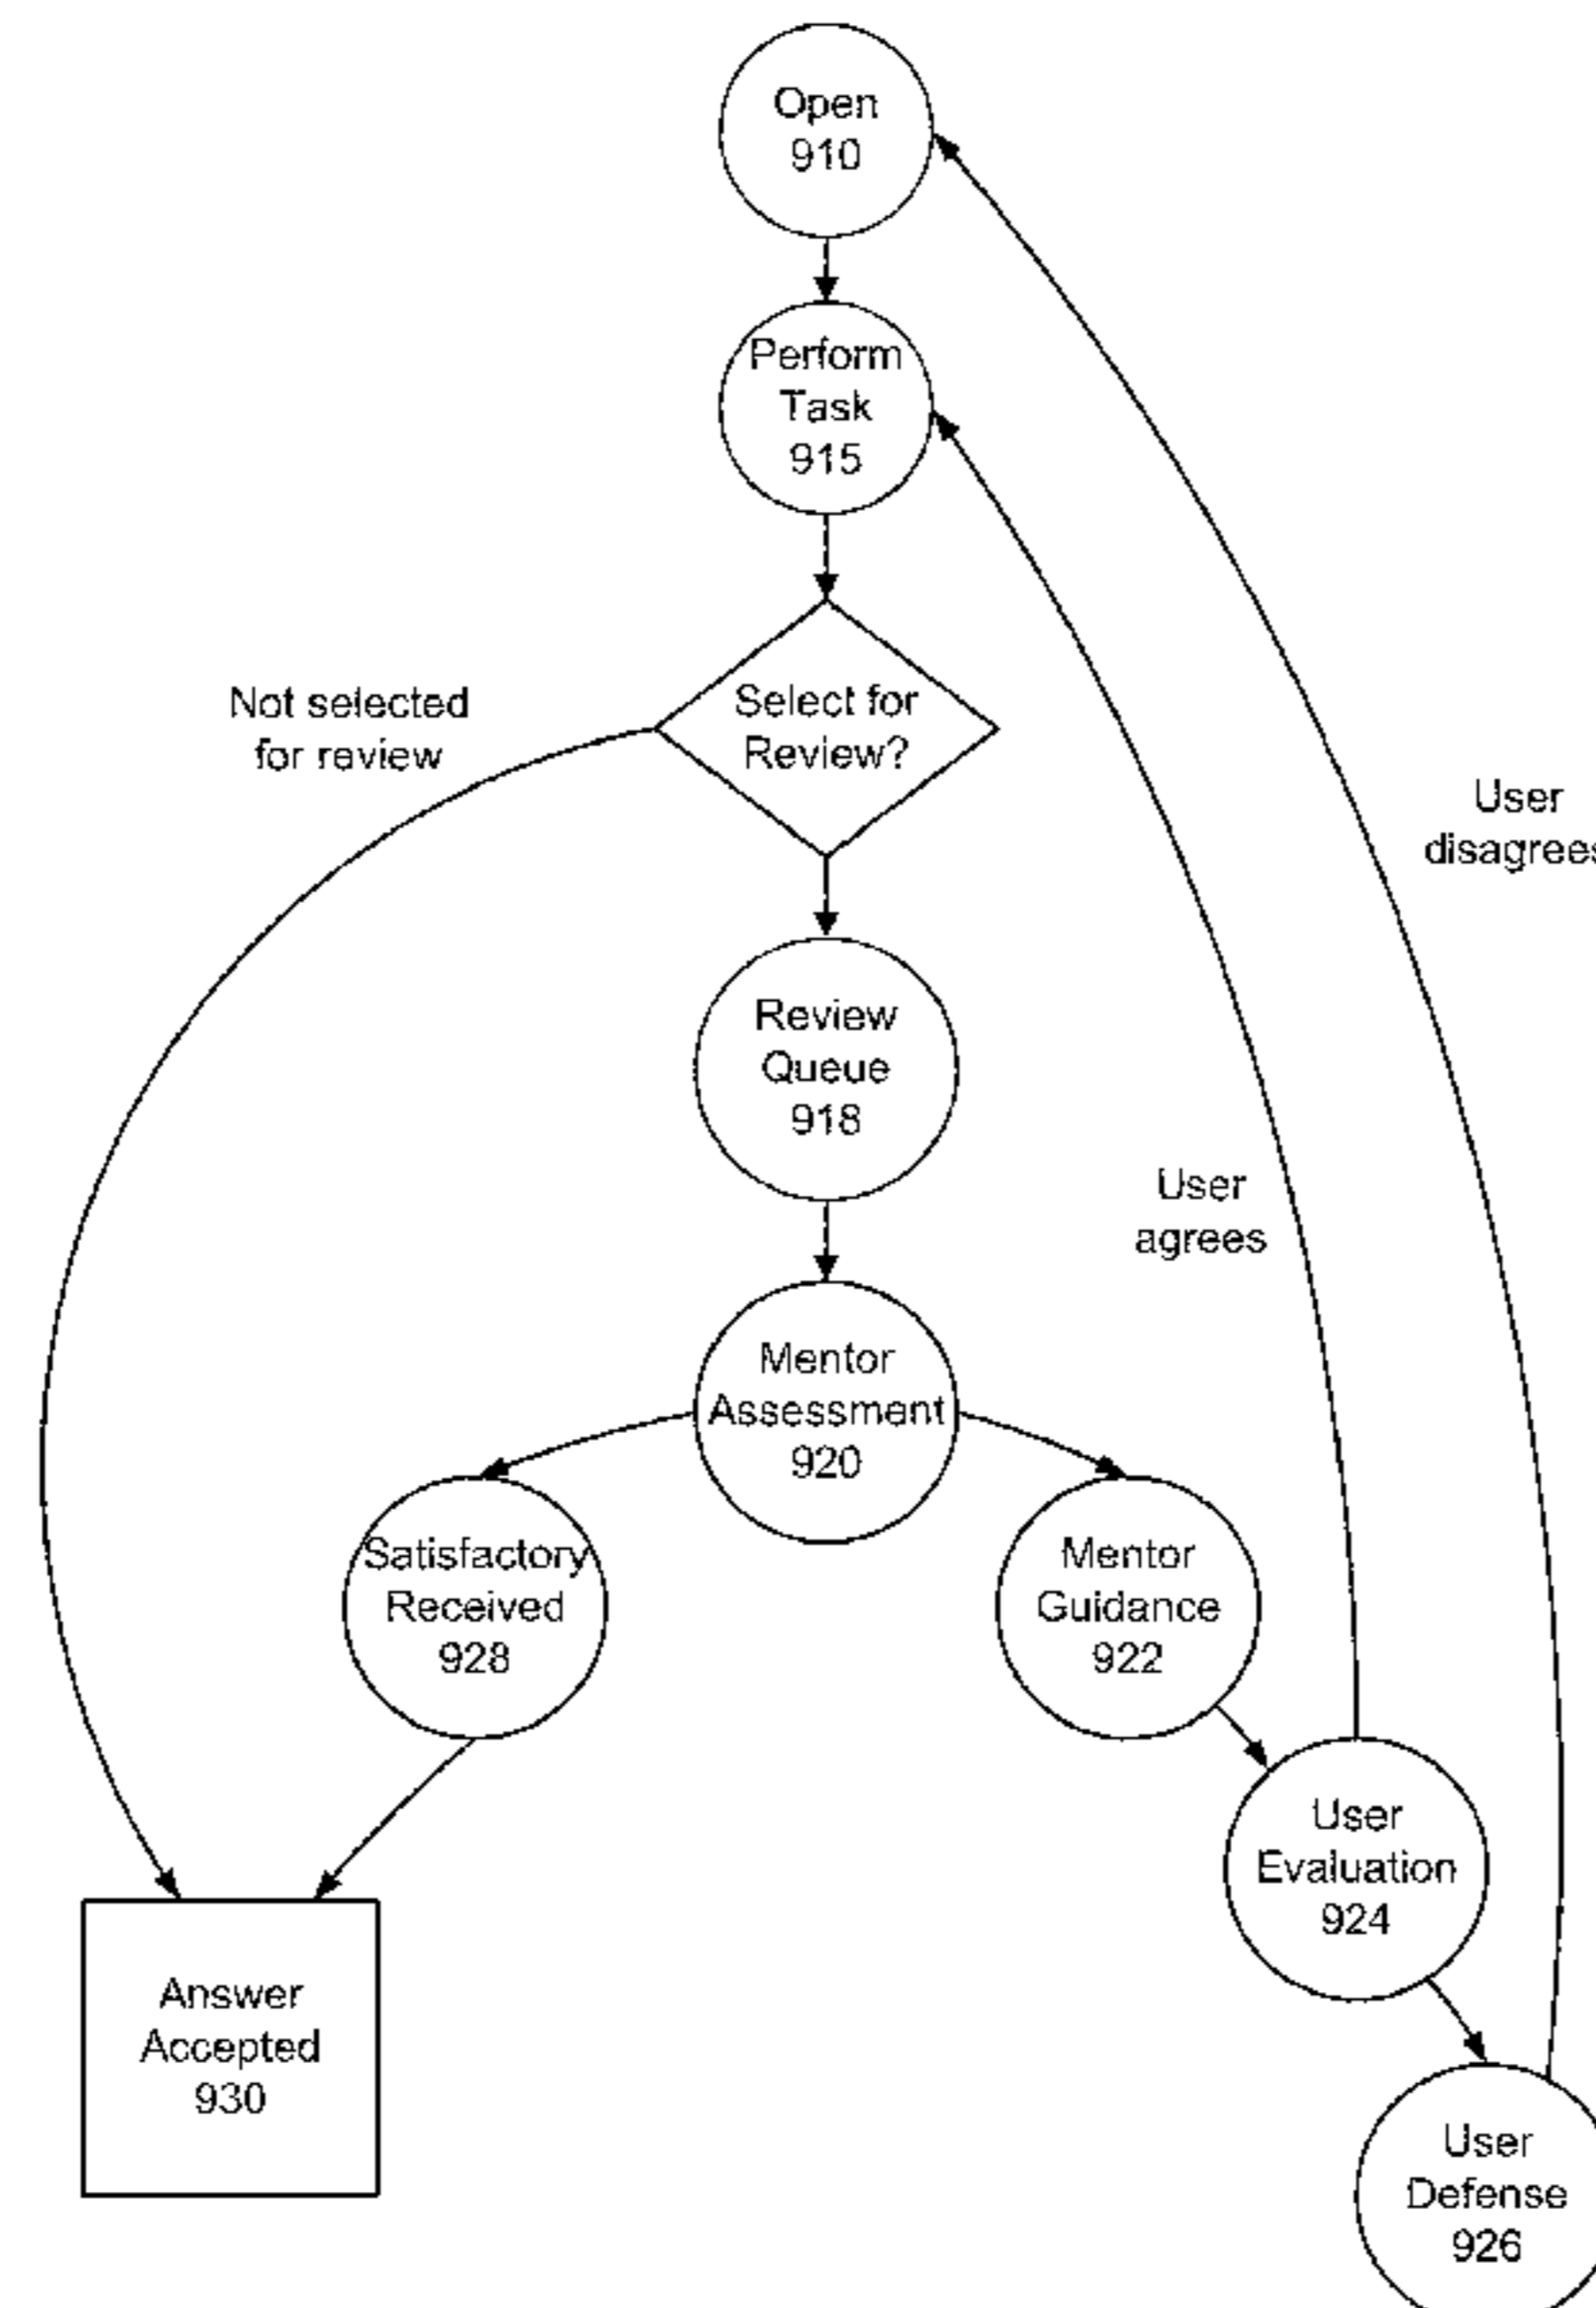 Open
910
Perform
Task
915
Not selected
for review
Select for
Review?
User
disagrees
Review
Queue
918
User
agrees
Mentor
Assessment
920
Satisfactory
Received
928
Mentor
Guidance
922
User
Evaluation
924
Answer
Accepted
930
User
Defense
926